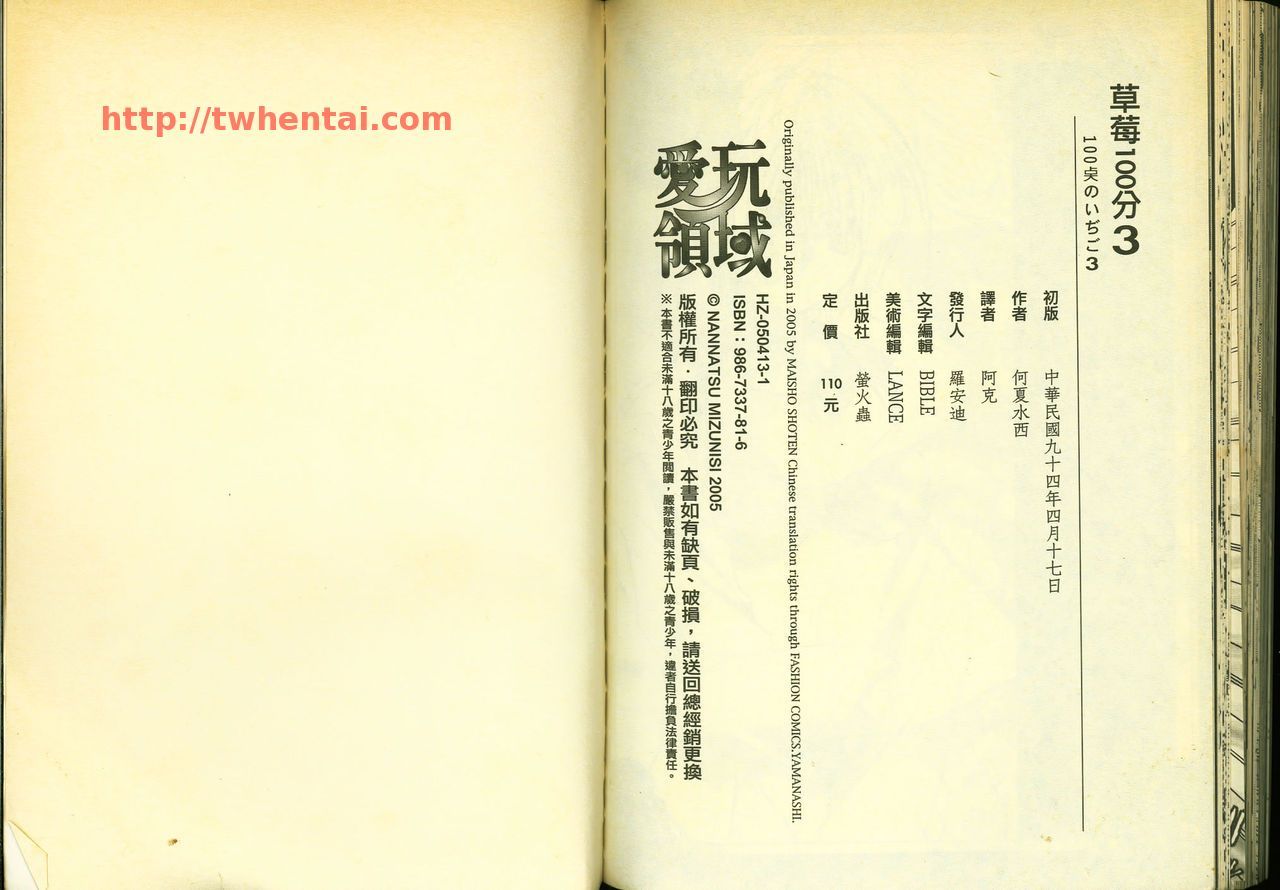 http://twhentai.com
草莓100分3
100点のいちご3
初版 中華民國九十四年四月十七日
作者 何夏水西
譯者 阿克
發行人 羅安迪
文字編輯 BIBLE
美術編輯 LANCE
出版社 螢火蟲
定 價 110元
Originally published in Japan in 2005 by MAISHO SHOTEN Chinese translation rights through FASHION COMICS.YAMANASHI.
玩愛領域
HZ-050413-1
ISBN：986-7337-81-6
© NANNATSU MIZUNISI 2005
版權所有．翻印必究 本書如有缺頁、破損，請送回總經銷更換
※本書不適合未滿十八歲之青少年閱讀，嚴禁販售與未滿十八歲之青少年，違者自行擔負法律責任。